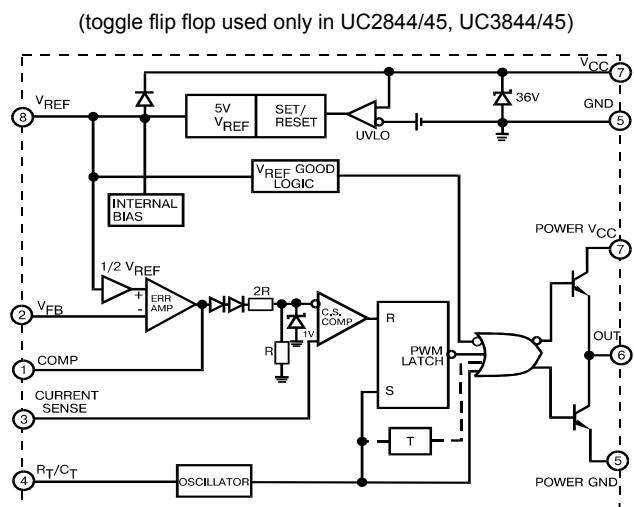 (toggle flip flop used only in UC2844/45, UC3844/45)
VCC
7
36V
GND
5
VREF
8
5V
VREF
SET/
RESET
UVLO
VREF GOOD
LOGIC
INTERNAL
BIAS
POWER VCC
7
1/2 VREF
+
-
ERR
AMP
2R
R
1V
C.S.
COMP
R
S
PWM
LATCH
VFB
2
COMP
1
CURRENT
SENSE
3
OUT
6
T
RT/CT
4
OSCILLATOR
5
POWER GND